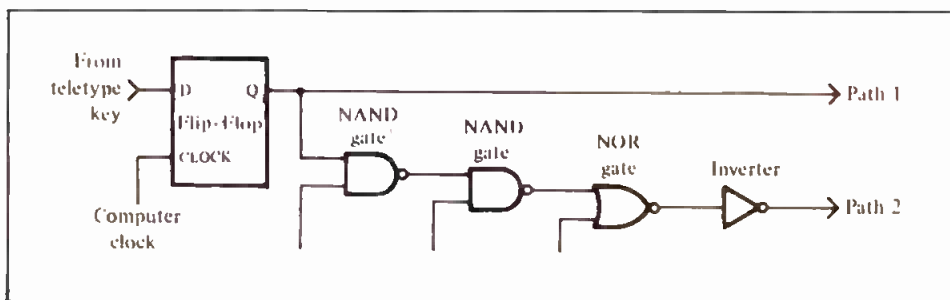 From
teletype
key
D Q
Flip-Flop
CLOCK
Computer
clock
NAND
gate
NAND
gate
NOR
gate
Inverter
Path 1
Path 2